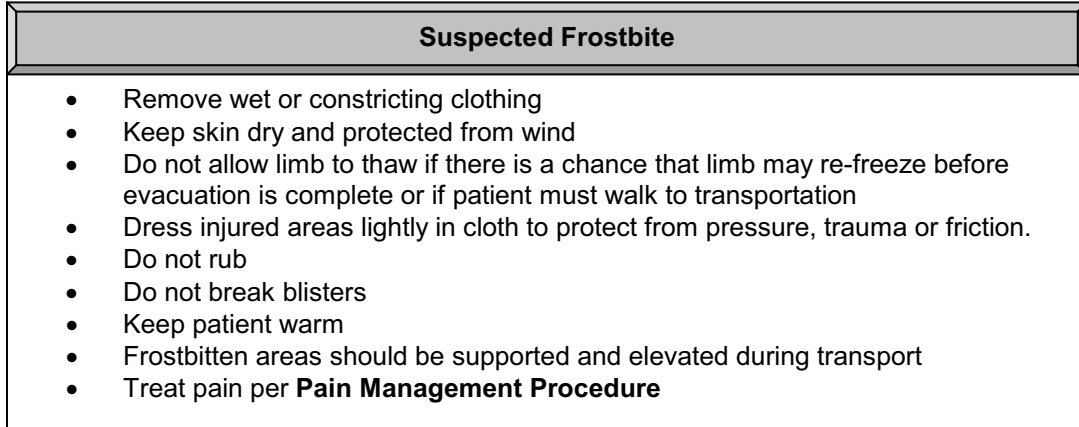 Suspected Frostbite
• Remove wet or constricting clothing
• Keep skin dry and protected from wind
• Do not allow limb to thaw if there is a chance that limb may re-freeze before
evacuation is complete or if patient must walk to transportation
• Dress injured areas lightly in cloth to protect from pressure, trauma or friction.
• Do not rub
• Do not break blisters
• Keep patient warm
• Frostbitten areas should be supported and elevated during transport
• Treat pain per Pain Management Procedure